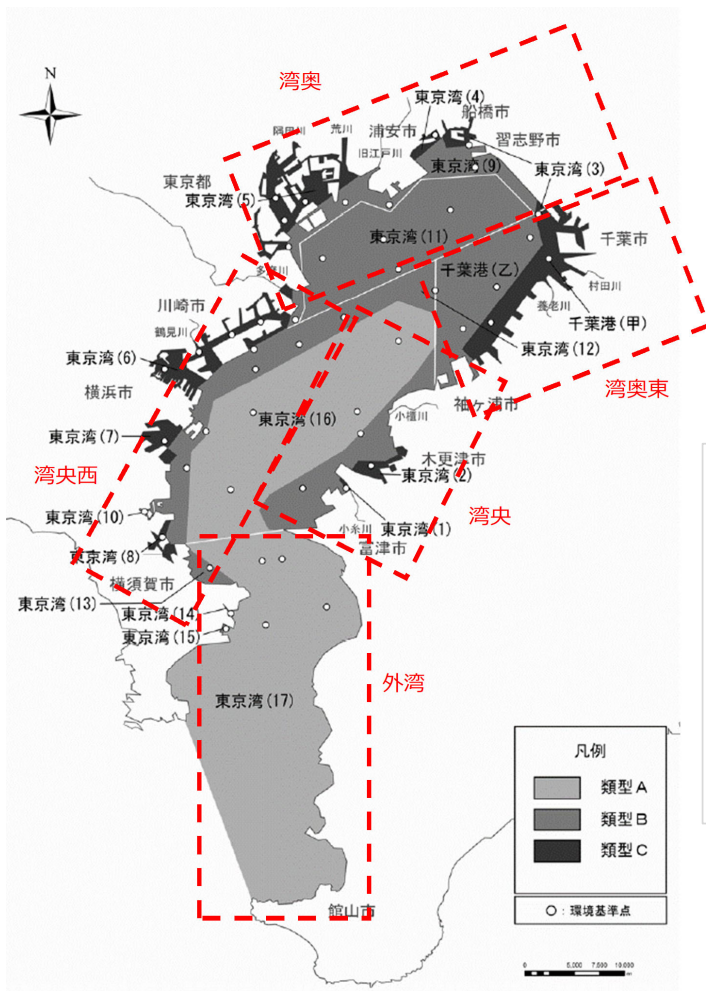 湾奥
N
東京湾(4)
船橋市
隅田川
荒川
浦安市
旧江戸川
習志野市
東京湾(9)
東京湾(3)
東京都
東京湾(5)
東京湾(11)
千葉市
千葉港(乙)
多摩川
村田川
養老川
川崎市
千葉港(甲)
鶴見川
東京湾(12)
東京湾(6)
湾奥東
横浜市
袖ヶ浦市
小櫃川
東京湾(16)
東京湾(7)
木更津市
湾央西
東京湾(2)
東京湾(10)
湾央
小糸川
東京湾(1)
東京湾(8)
富津市
横須賀市
東京湾(13)
東京湾(14)
東京湾(15)
外湾
東京湾(17)
凡例
類型A
類型B
類型C
館山市
○:環境基準点
0 5,000 7,500 10,000